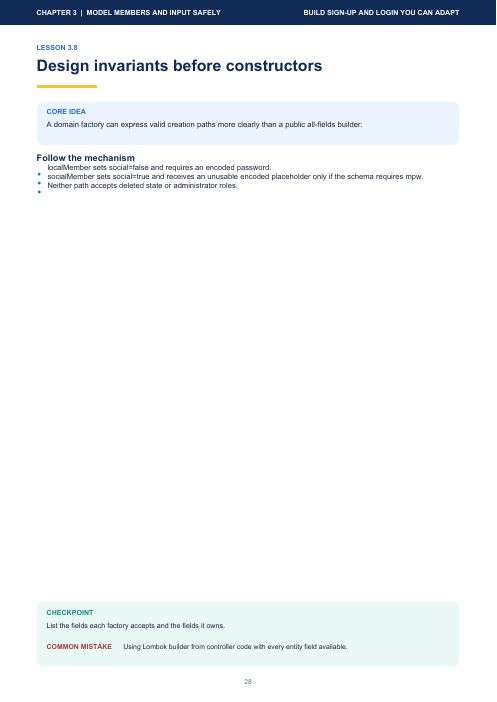 CHAPTER 3 | MODEL MEMBERS AND INPUT SAFELY
BUILD SIGN-UP AND LOGIN YOU CAN ADAPT
LESSON 3.8
Design invariants before constructors
CORE IDEA
A domain factory can express valid creation paths more clearly than a public all-fields builder.
Follow the mechanism
localMember sets social=false and requires an encoded password.
socialMember sets social=true and receives an unusable encoded placeholder only if the schema requires mpw.
Neither path accepts deleted state or administrator roles.
CHECKPOINT
List the fields each factory accepts and the fields it owns.
COMMON MISTAKE Using Lombok builder from controller code with every entity field available.
28